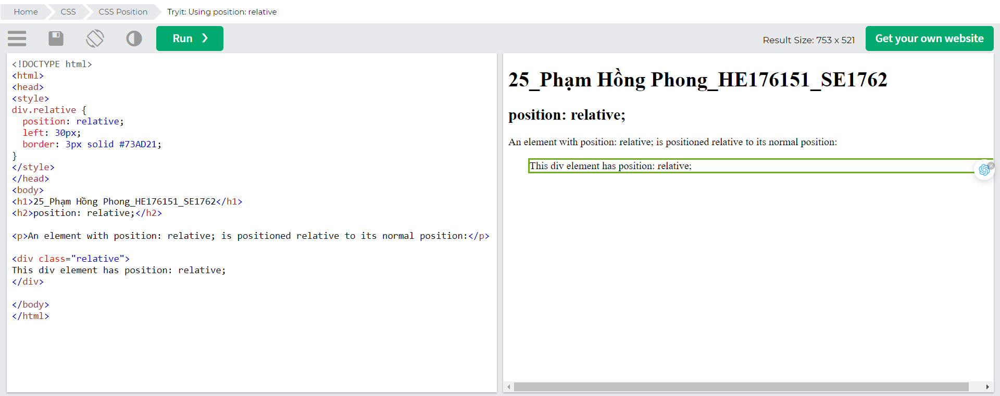 Home CSS CSS Position Tryit: Using position: relative
Run ❯ Result Size: 753 x 521 Get your own website
<!DOCTYPE html>
<html>
<head>
<style>
div.relative {
  position: relative;
  left: 30px;
  border: 3px solid #73AD21;
}
</style>
</head>
<body>
<h1>25_Phạm Hồng Phong_HE176151_SE1762</h1>
<h2>position: relative;</h2>

<p>An element with position: relative; is positioned relative to its normal position:</p>

<div class="relative">
This div element has position: relative;
</div>

</body>
</html>
25_Phạm Hồng Phong_HE176151_SE1762
position: relative;
An element with position: relative; is positioned relative to its normal position:
This div element has position: relative;